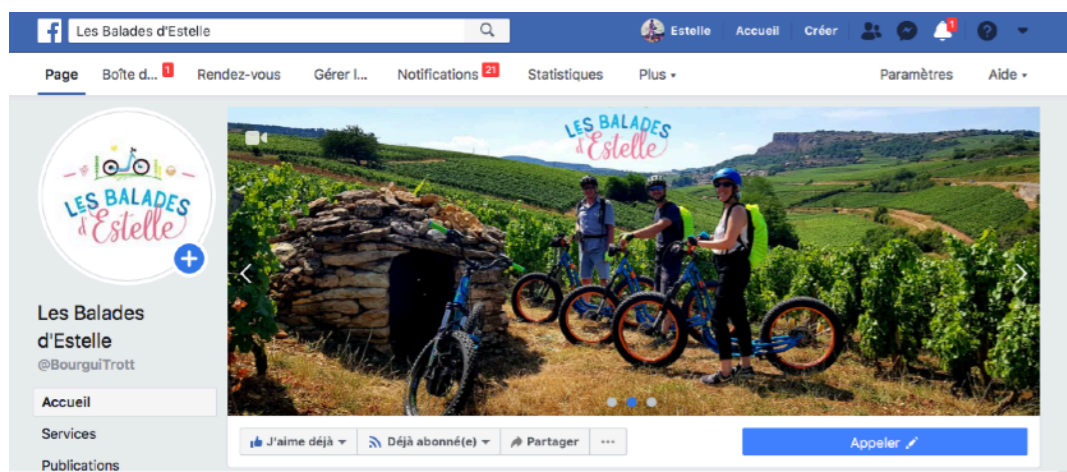 Les Balades d'Estelle
Estelle Accueil Créer 1
Page Boîte d... 1 Rendez-vous Gérer l... Notifications 21 Statistiques Plus Paramètres Aide
LES BALADES
d'Estelle
LES BALADES
d'Estelle
Les Balades
d'Estelle
@BourguiTrott
Accueil
Services
Publications
J'aime déjà Déjà abonné(e) Partager ... Appeler